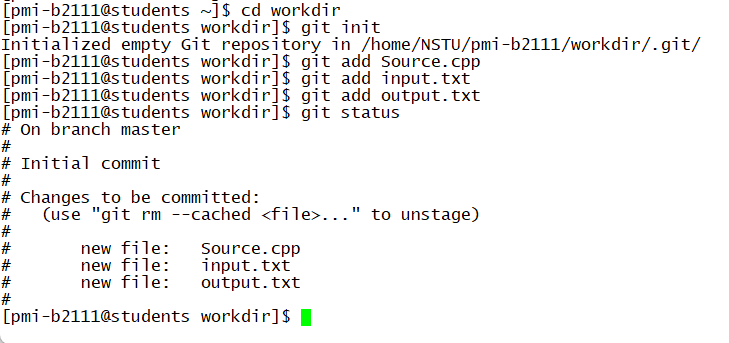 [pmi-b2111@students ~]$ cd workdir
[pmi-b2111@students workdir]$ git init
Initialized empty Git repository in /home/NSTU/pmi-b2111/workdir/.git/
[pmi-b2111@students workdir]$ git add Source.cpp
[pmi-b2111@students workdir]$ git add input.txt
[pmi-b2111@students workdir]$ git add output.txt
[pmi-b2111@students workdir]$ git status
# On branch master
#
# Initial commit
#
# Changes to be committed:
#   (use "git rm --cached <file>..." to unstage)
#
#       new file:   Source.cpp
#       new file:   input.txt
#       new file:   output.txt
#
[pmi-b2111@students workdir]$